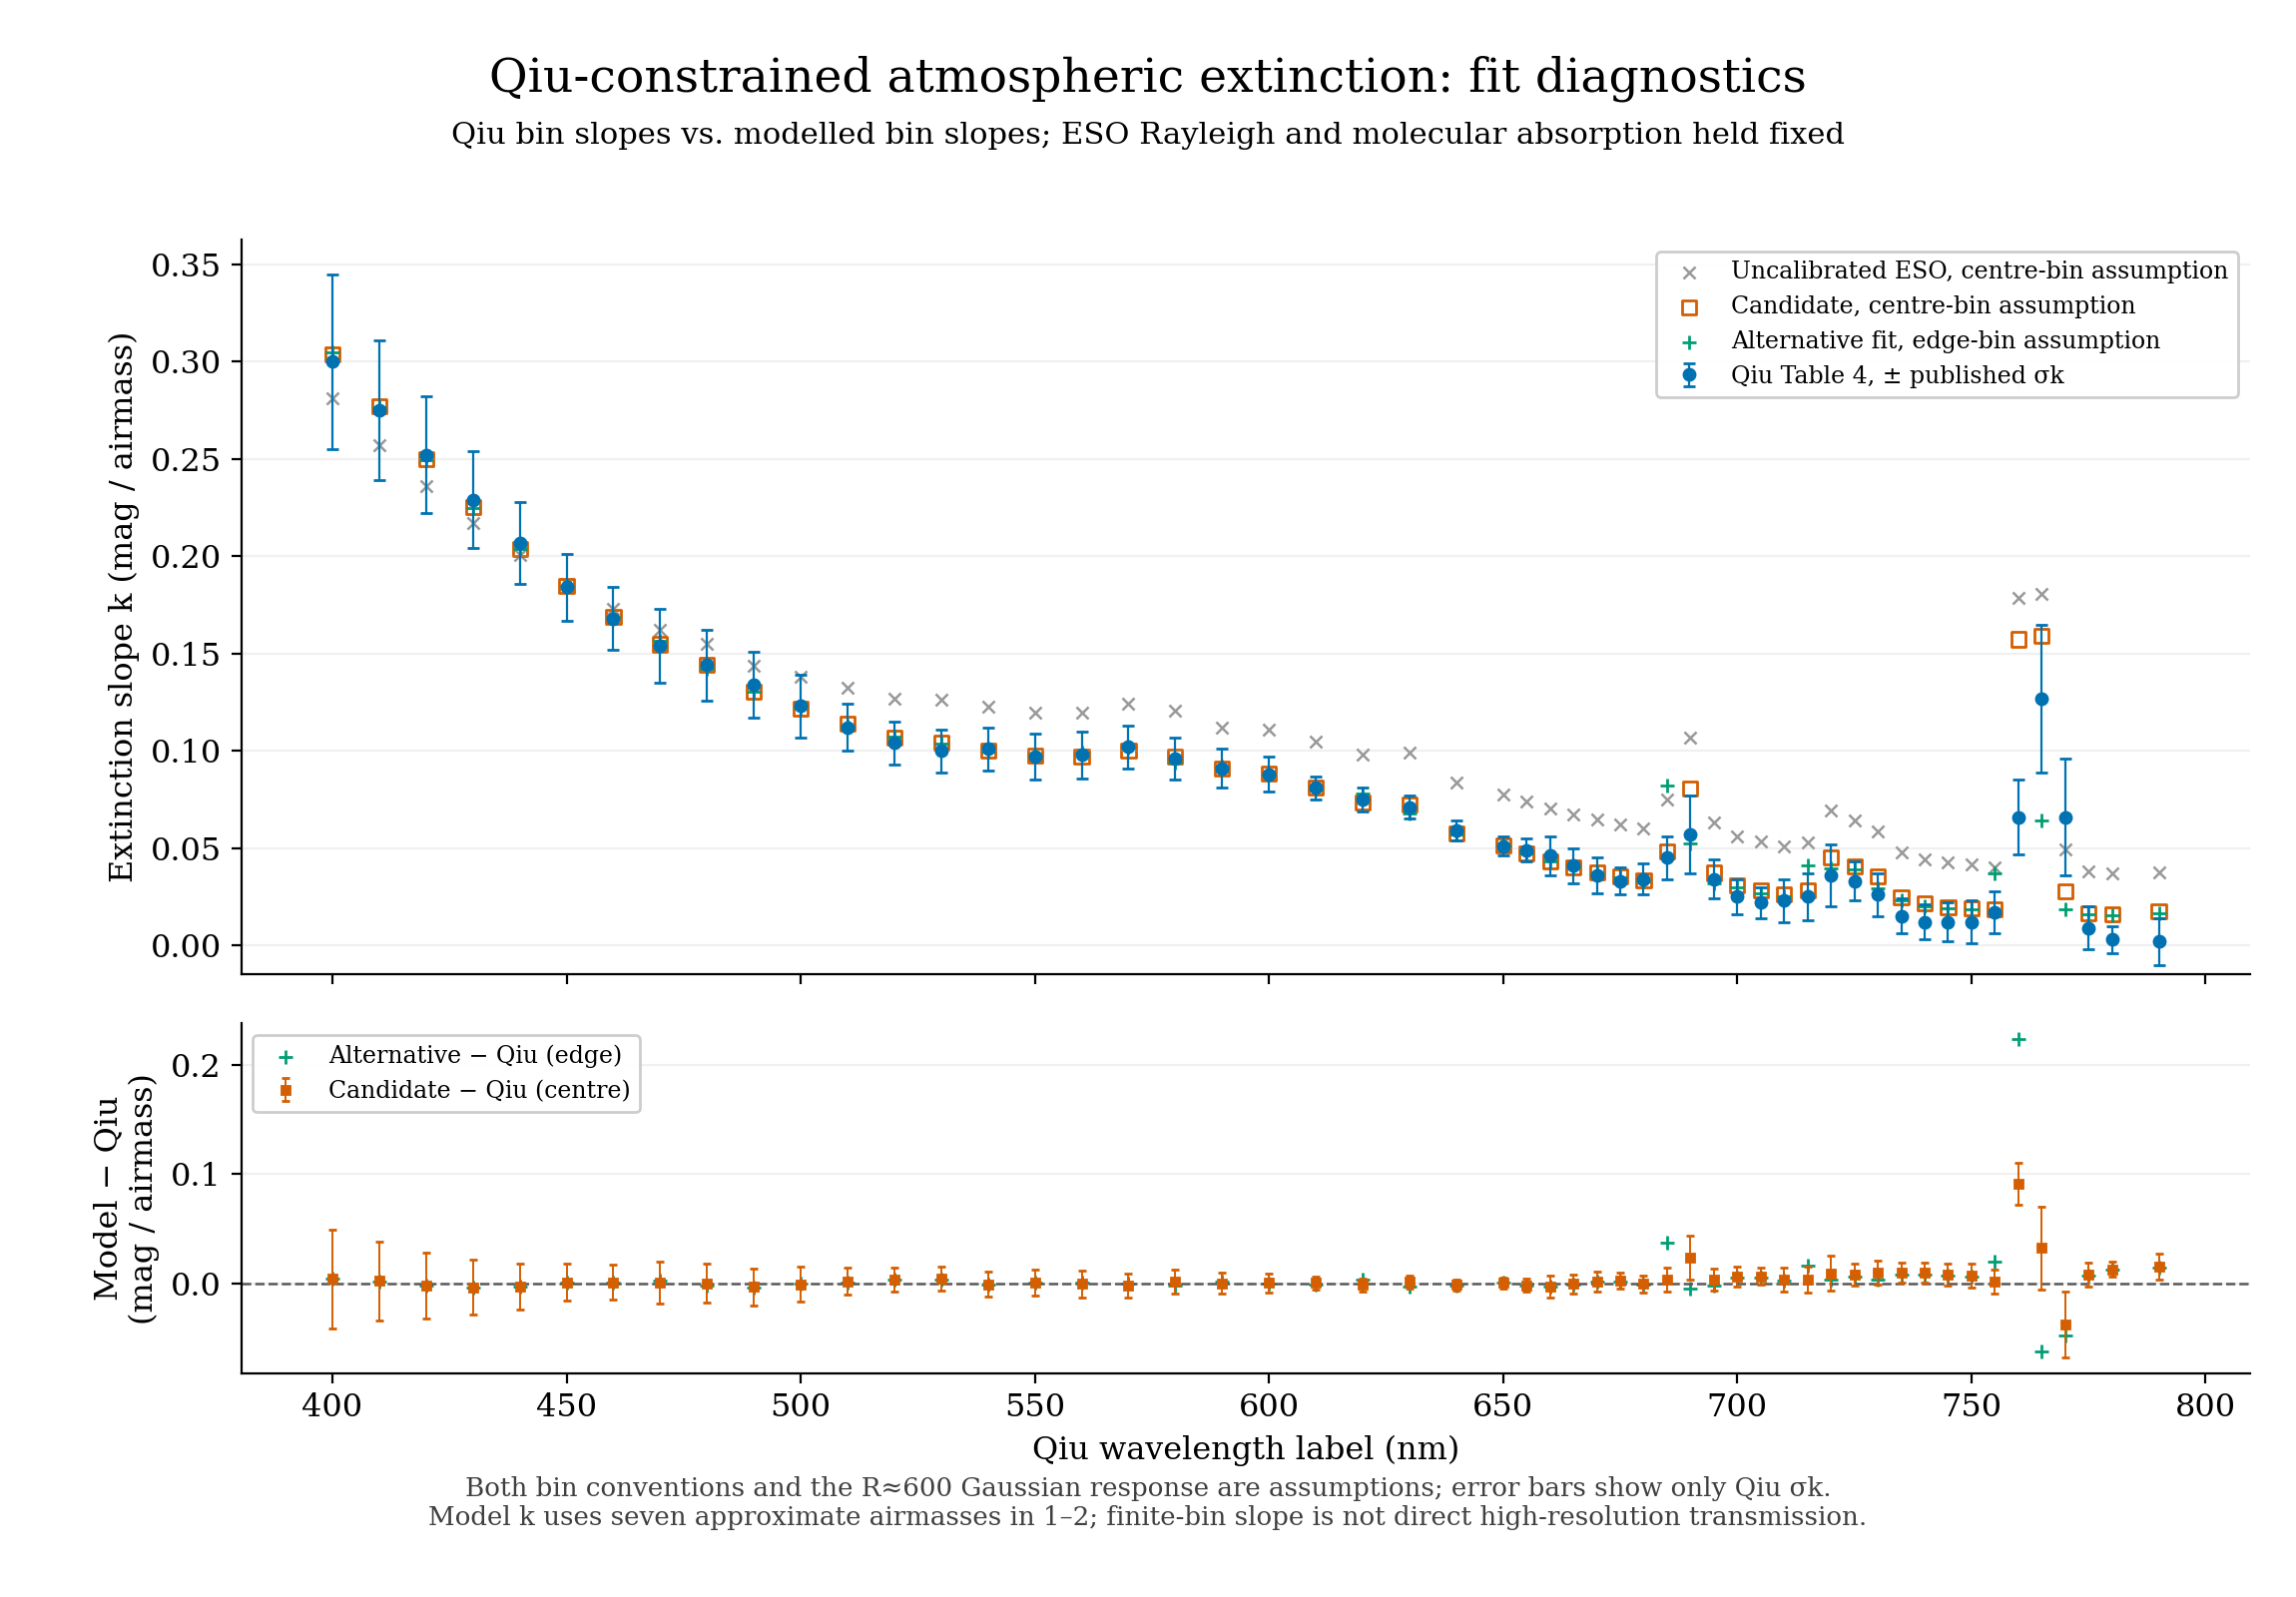 Qiu-constrained atmospheric extinction: fit diagnostics
Qiu bin slopes vs. modelled bin slopes; ESO Rayleigh and molecular absorption held fixed
Extinction slope k (mag / airmass)
0.35
0.30
0.25
0.20
0.15
0.10
0.05
0.00
Uncalibrated ESO, centre-bin assumption
Candidate, centre-bin assumption
Alternative fit, edge-bin assumption
Qiu Table 4, ± published σk
Model − Qiu
(mag / airmass)
0.2
0.1
0.0
Alternative − Qiu (edge)
Candidate − Qiu (centre)
400 450 500 550 600 650 700 750 800
Qiu wavelength label (nm)
Both bin conventions and the R≈600 Gaussian response are assumptions; error bars show only Qiu σk.
Model k uses seven approximate airmasses in 1–2; finite-bin slope is not direct high-resolution transmission.